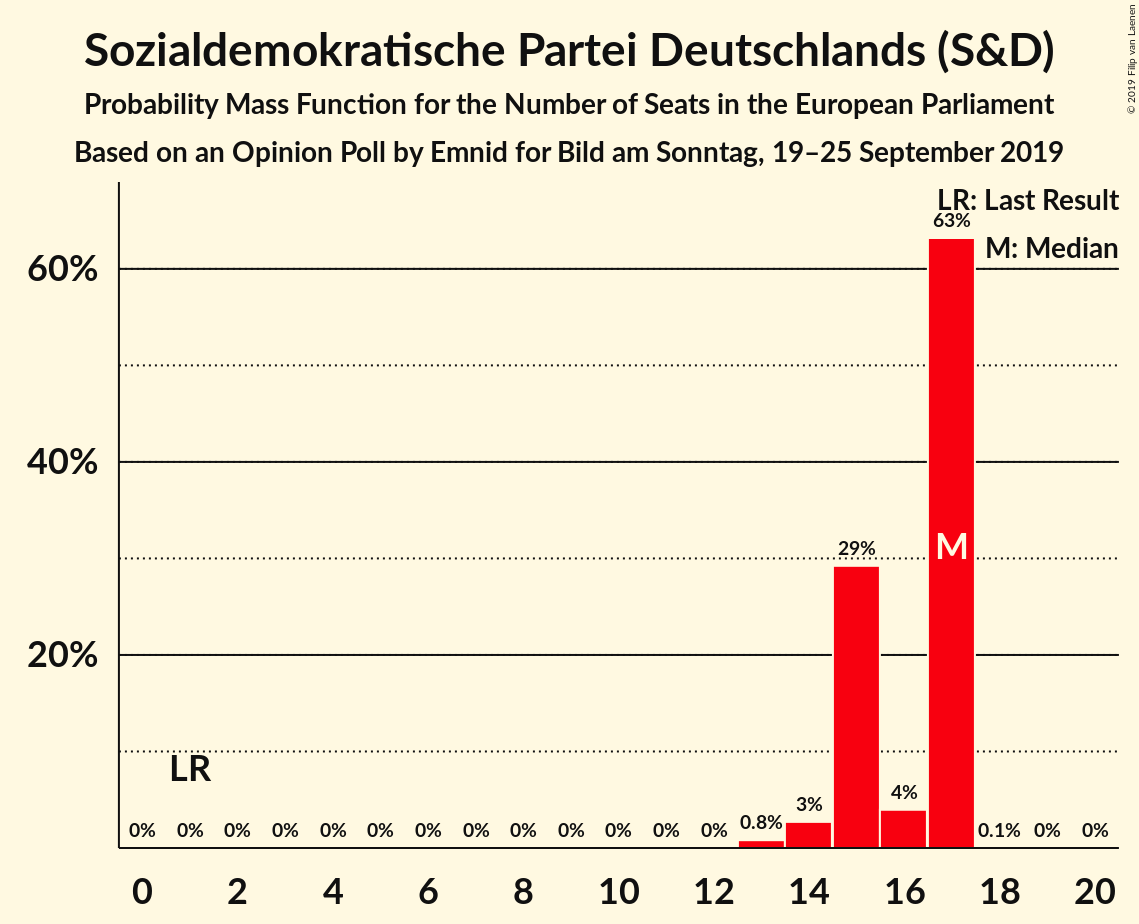 Sozialdemokratische Partei Deutschlands (S&D)
Probability Mass Function for the Number of Seats in the European Parliament
Based on an Opinion Poll by Emnid for Bild am Sonntag, 19–25 September 2019
© 2019 Filip van Laenen
LR: Last Result
M: Median
63%
60%
40%
29%
M
20%
LR
0% 0% 0% 0% 0% 0% 0% 0% 0% 0% 0% 0% 0% 0.8% 3% 4% 0.1% 0% 0%
0 2 4 6 8 10 12 14 16 18 20